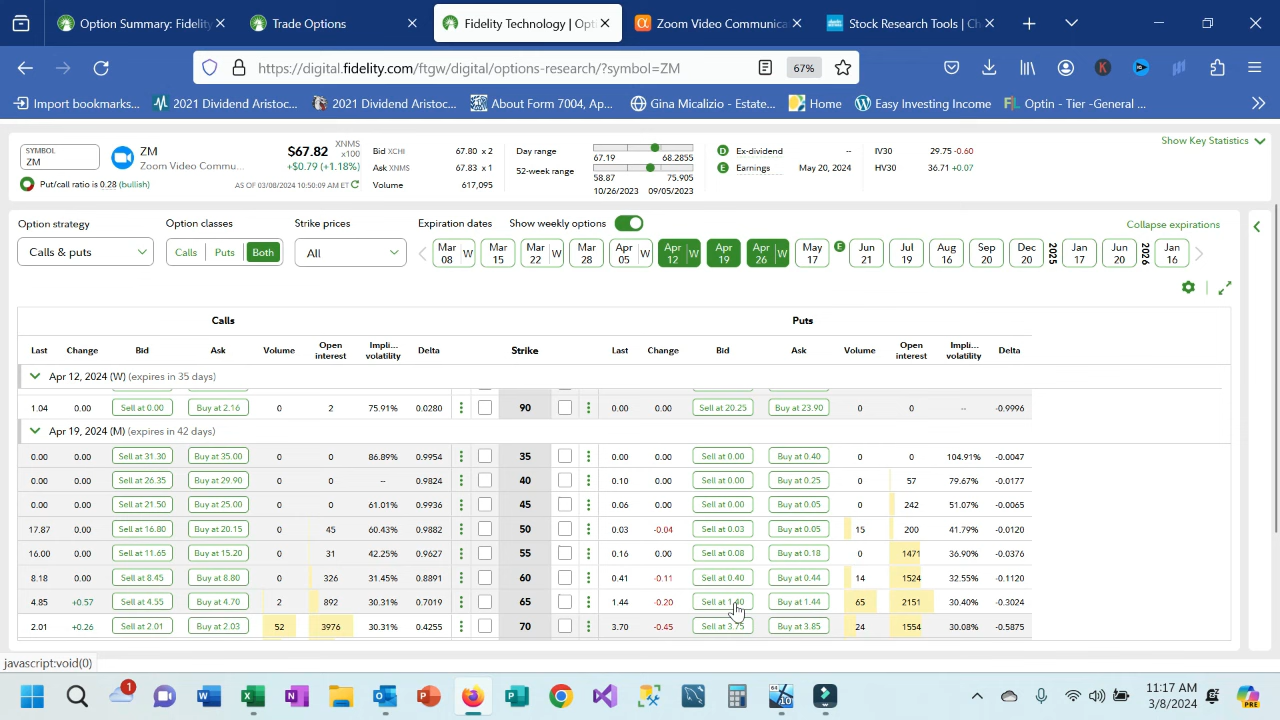 Option Summary: Fidelity
Trade Options
Fidelity Technology | Opti
Zoom Video Communica
Stock Research Tools | Ch
https://digital.fidelity.com/ftgw/digital/options-research/?symbol=ZM
67%
Import bookmarks...
2021 Dividend Aristoc...
2021 Dividend Aristoc...
About Form 7004, Ap...
Gina Micalizio - Estate...
Home
Easy Investing Income
Optin - Tier -General ...
SYMBOL
ZM
ZM
Zoom Video Commu...
$67.82 XNMS x100
+$0.79 (+1.18%)
AS OF 03/08/2024 10:50:09 AM ET
Put/call ratio is 0.28 (bullish)
Bid XCHI 67.80 x 2
Ask XNMS 67.83 x 1
Volume 617,095
Day range 67.19 68.2855
52-week range 58.87 75.905
10/26/2023 09/05/2023
D Ex-dividend --
E Earnings May 20, 2024
IV30 29.75 -0.60
HV30 36.71 +0.07
Show Key Statistics
Option strategy
Calls & puts
Option classes
Calls Puts Both
Strike prices
All
Expiration dates
Show weekly options
Mar 08 W
Mar 15
Mar 22 W
Mar 28
Apr 05 W
Apr 12 W
Apr 19
Apr 26 W
May 17
E
Jun 21
Jul 19
Aug 16
Sep 20
Dec 20
2025
Jan 17
Jun 20
2026
Jan 16
Collapse expirations
Calls Puts
Last Change Bid Ask Volume Open interest Impli... volatility Delta Strike Last Change Bid Ask Volume Open interest Impli... volatility Delta
Apr 12, 2024 (W) (expires in 35 days)
1.04 0.00 Sell at 0.00 Buy at 2.16 0 2 75.91% 0.0280 90 0.00 0.00 Sell at 20.25 Buy at 23.90 0 0 -- -0.9996
Apr 19, 2024 (M) (expires in 42 days)
0.00 0.00 Sell at 31.30 Buy at 35.00 0 0 86.89% 0.9954 35 0.00 0.00 Sell at 0.00 Buy at 0.40 0 0 104.91% -0.0047
0.00 0.00 Sell at 26.35 Buy at 29.90 0 0 -- 0.9824 40 0.10 0.00 Sell at 0.00 Buy at 0.25 0 57 79.67% -0.0177
0.00 0.00 Sell at 21.50 Buy at 25.00 0 0 61.01% 0.9936 45 0.06 0.00 Sell at 0.00 Buy at 0.05 0 242 51.07% -0.0065
17.87 0.00 Sell at 16.80 Buy at 20.15 0 45 60.43% 0.9882 50 0.03 -0.04 Sell at 0.03 Buy at 0.05 15 200 41.79% -0.0120
16.00 0.00 Sell at 11.65 Buy at 15.20 0 31 42.25% 0.9627 55 0.16 0.00 Sell at 0.08 Buy at 0.18 0 1471 36.90% -0.0376
8.15 0.00 Sell at 8.45 Buy at 8.80 0 326 31.45% 0.8891 60 0.41 -0.11 Sell at 0.40 Buy at 0.44 14 1524 32.55% -0.1120
4.85 +0.57 Sell at 4.55 Buy at 4.70 2 892 30.31% 0.7019 65 1.44 -0.20 Sell at 1.40 Buy at 1.44 65 2151 30.40% -0.3024
2.01 +0.26 Sell at 2.01 Buy at 2.03 52 3976 30.31% 0.4255 70 3.70 -0.45 Sell at 3.75 Buy at 3.85 24 1554 30.08% -0.5875
javascript:void(0)
1
11:17 AM
3/8/2024